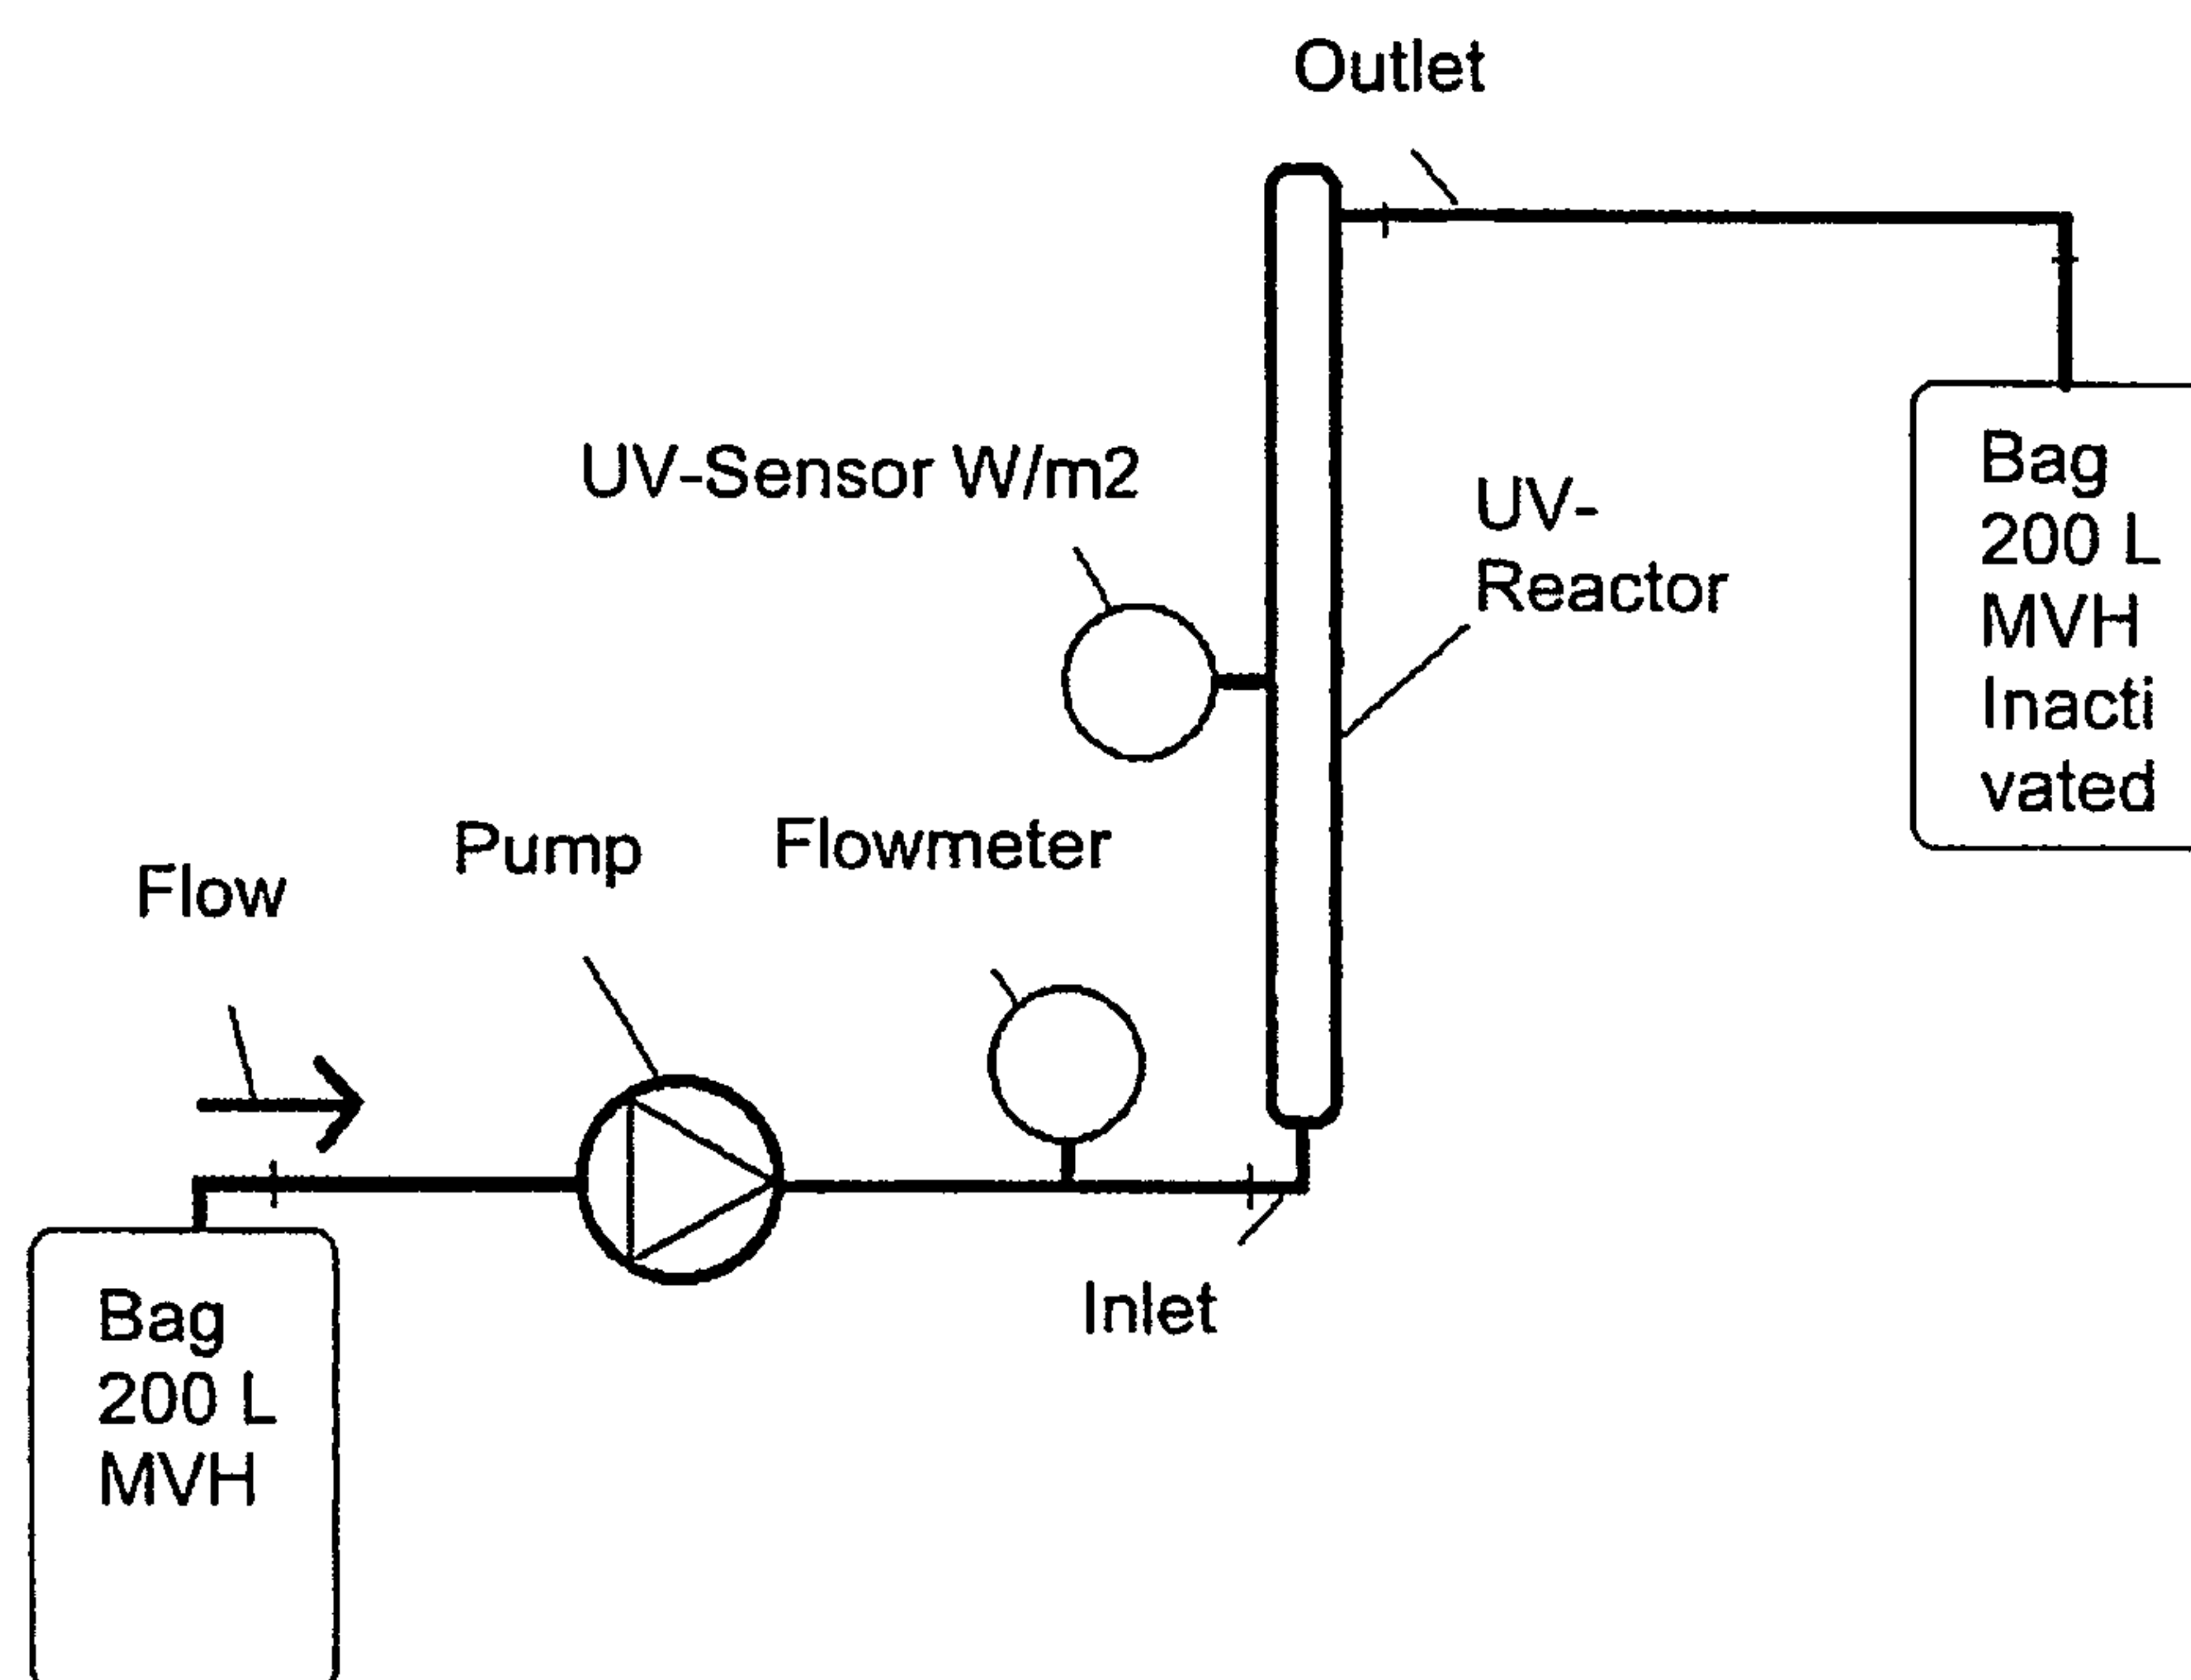 Outlet
UV-Sensor W/m2
UV-
Reactor
Bag
200 L
MVH
Inacti
vated
Flow
Pump
Flowmeter
Inlet
Bag
200 L
MVH